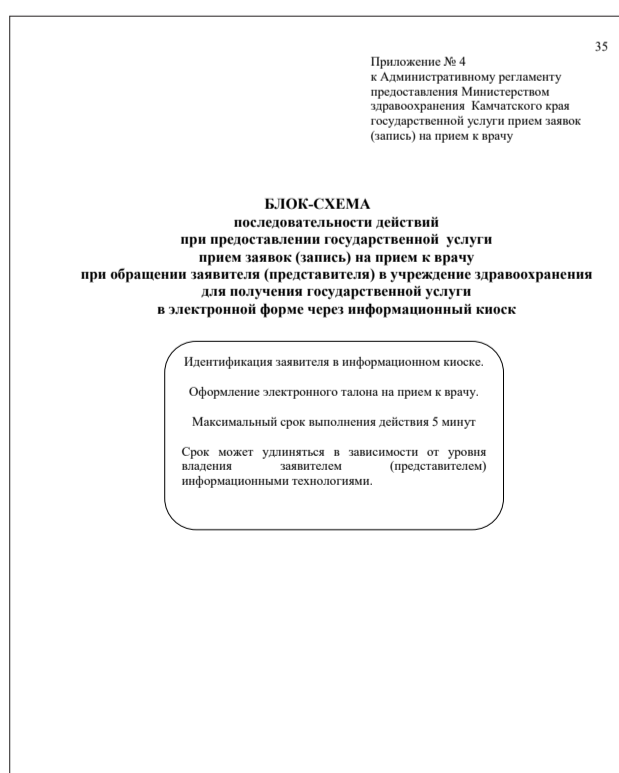 35
Приложение № 4
к Административному регламенту
предоставления Министерством
здравоохранения Камчатского края
государственной услуги прием заявок
(запись) на прием к врачу
БЛОК-СХЕМА
последовательности действий
при предоставлении государственной услуги
прием заявок (запись) на прием к врачу
при обращении заявителя (представителя) в учреждение здравоохранения
для получения государственной услуги
в электронной форме через информационный киоск
Идентификация заявителя в информационном киоске.
Оформление электронного талона на прием к врачу.
Максимальный срок выполнения действия 5 минут
Срок может удлиняться в зависимости от уровня
владения заявителем (представителем)
информационными технологиями.